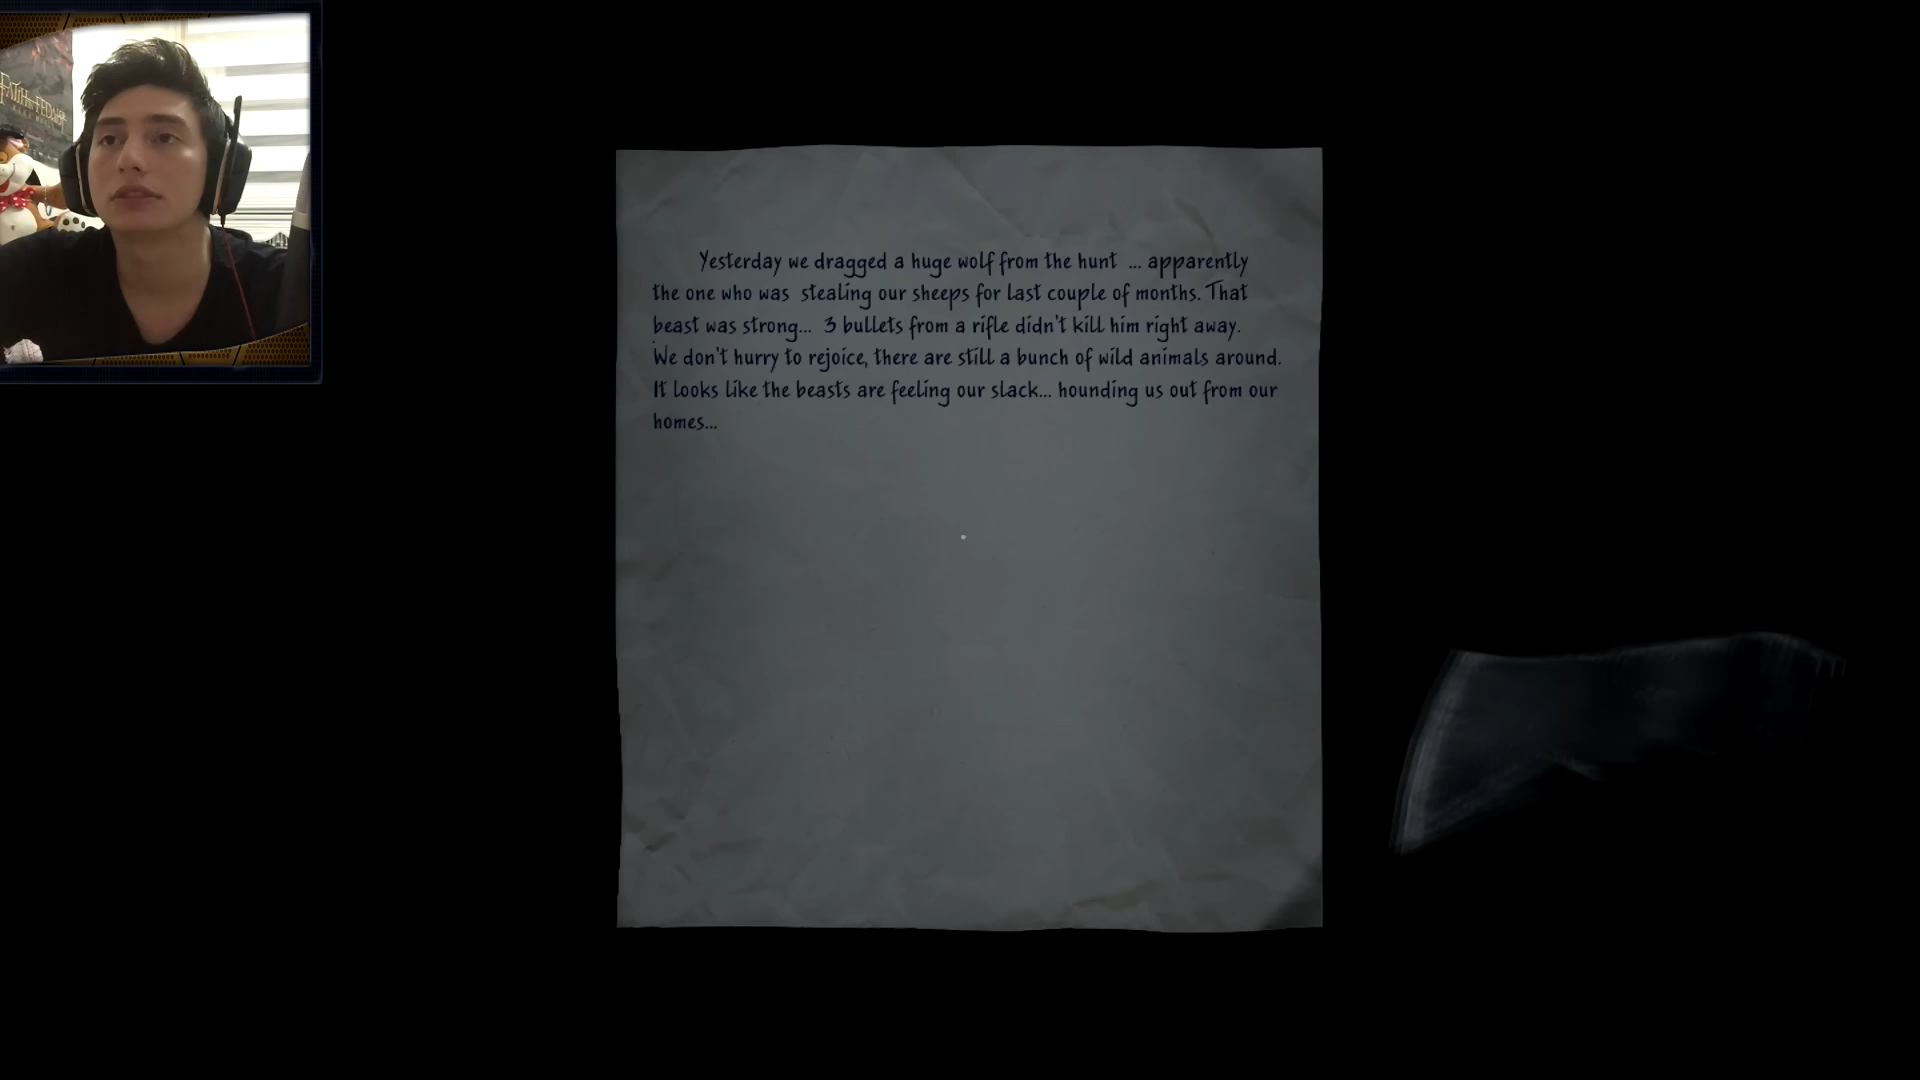 FATİH FEDAİSİ
Yesterday we dragged a huge wolf from the hunt ... apparently
the one who was stealing our sheeps for last couple of months. That
beast was strong... 3 bullets from a rifle didn't kill him right away.
We don't hurry to rejoice, there are still a bunch of wild animals around.
It looks like the beasts are feeling our slack... hounding us out from our
homes...